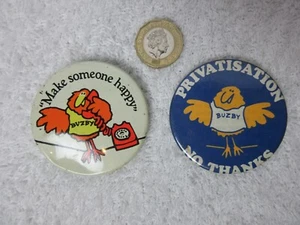 "Make someone happy"
BUZBY
PRIVATISATION
BUZBY
NO THANKS